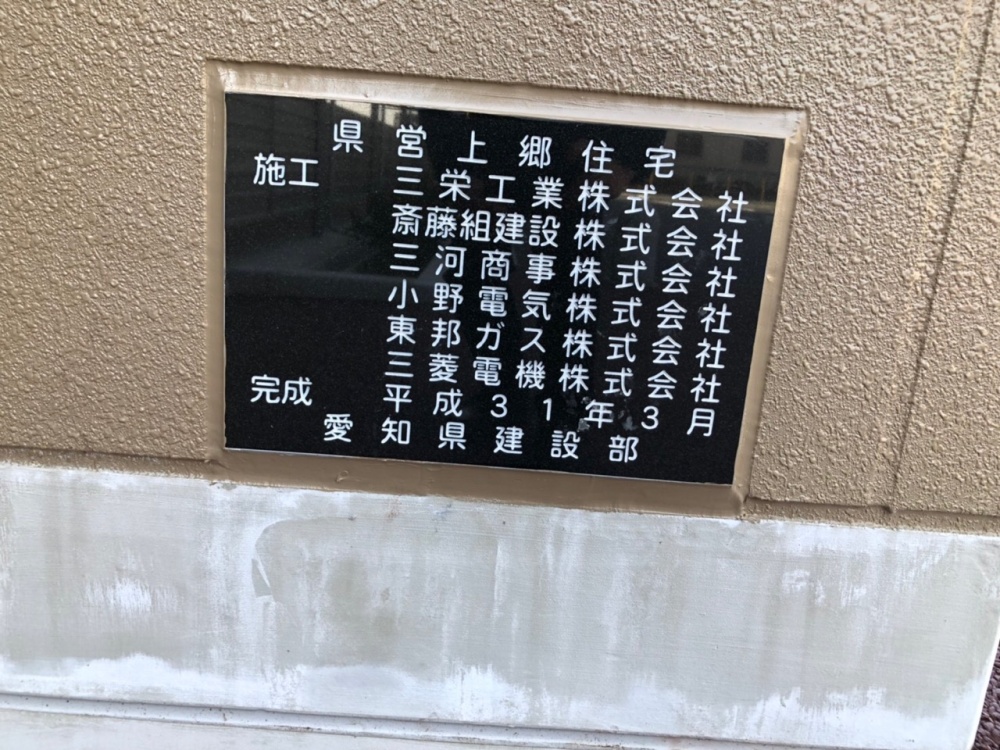 県営上郷住宅
施工 三栄工業株式会社
斎藤組建設株式会社
三河商事株式会社
小野電気株式会社
東邦ガス株式会社
三菱電機株式会社
完成 平成31年3月
愛知県建設部